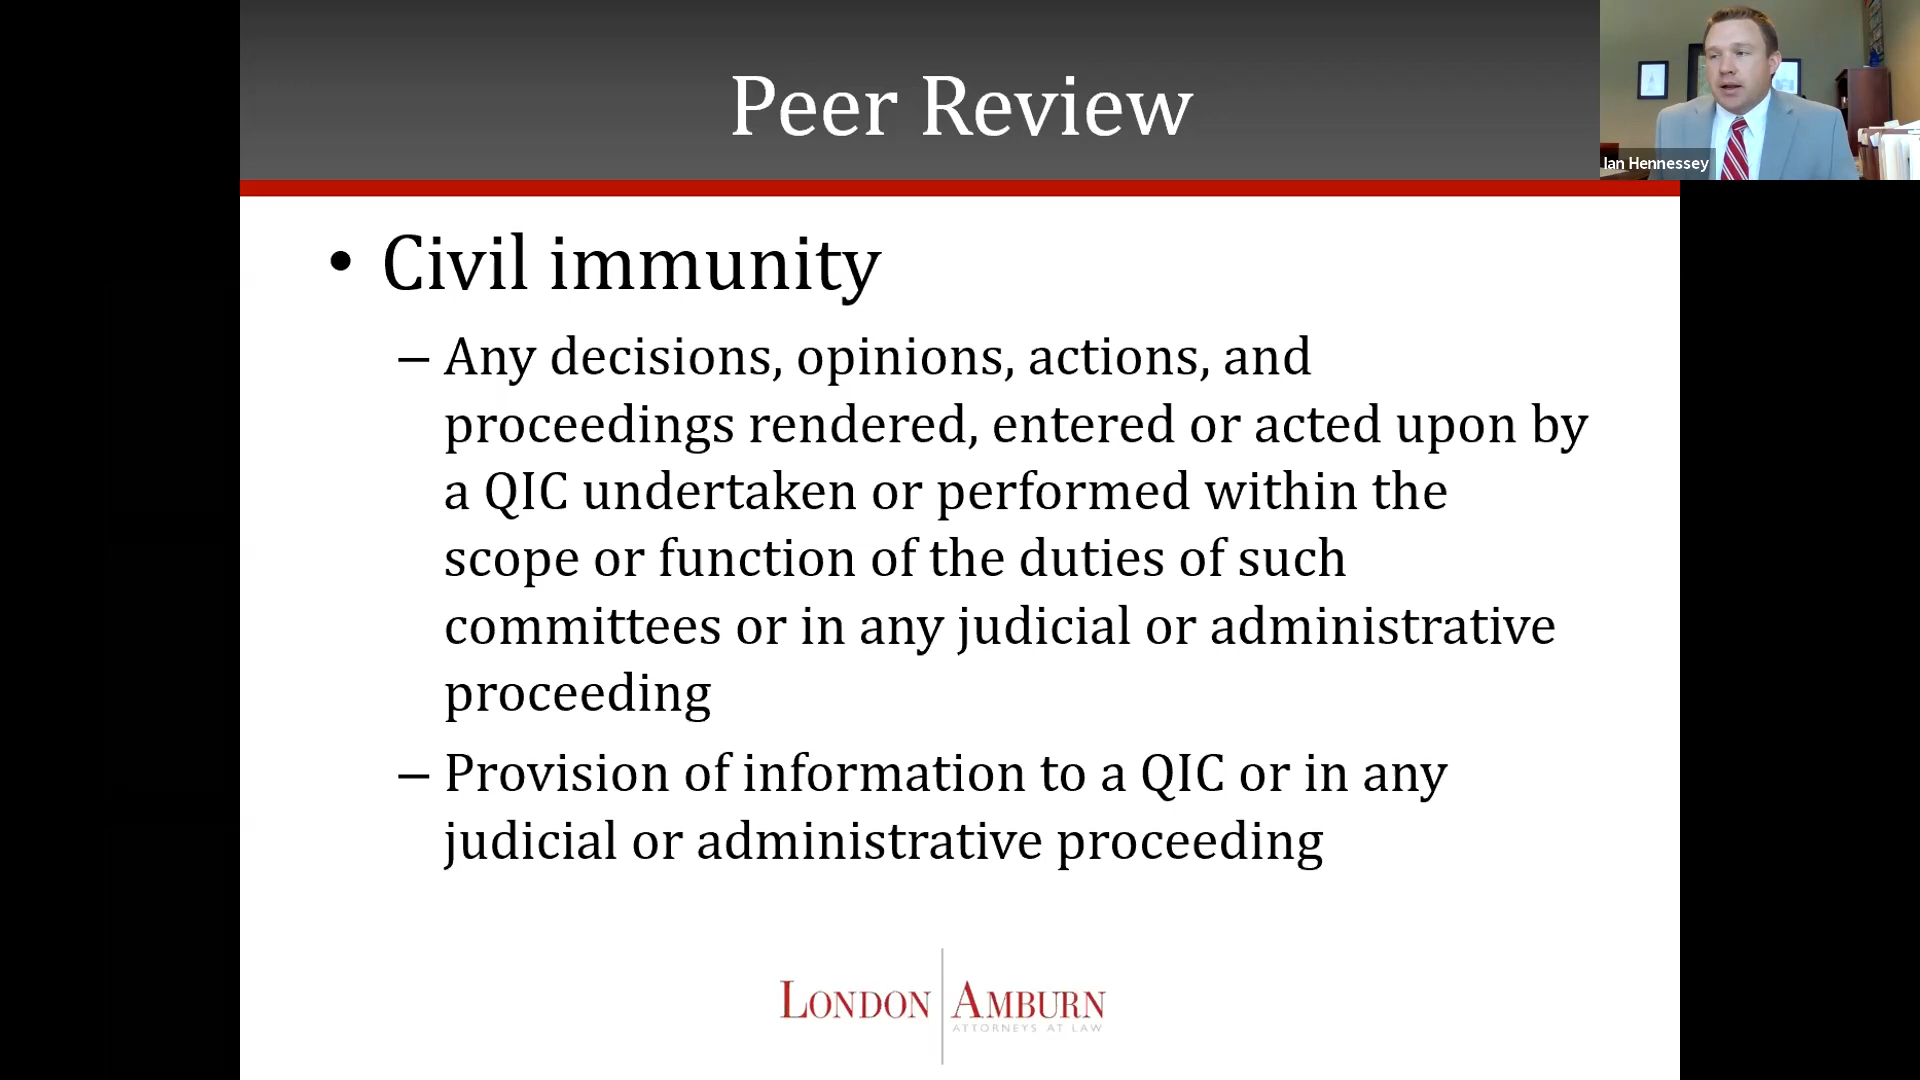 Peer Review
Ian Hennessey
• Civil immunity
– Any decisions, opinions, actions, and
proceedings rendered, entered or acted upon by
a QIC undertaken or performed within the
scope or function of the duties of such
committees or in any judicial or administrative
proceeding
– Provision of information to a QIC or in any
judicial or administrative proceeding
LONDON AMBURN
ATTORNEYS AT LAW